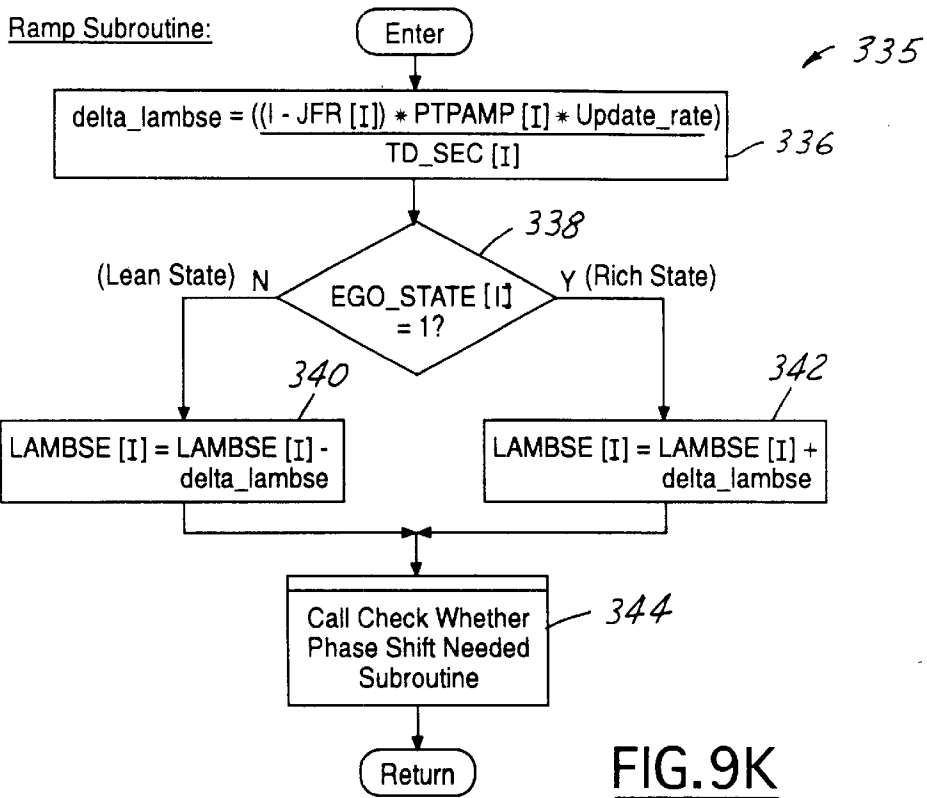 Ramp Subroutine:
Enter
335
delta_lambse = ((I - JFR [I]) * PTPAMP [I] * Update_rate)
TD_SEC [I]
336
338
(Lean State) N
Y (Rich State)
EGO_STATE [I]
= 1?
340
342
LAMBSE [I] = LAMBSE [I] -
delta_lambse
LAMBSE [I] = LAMBSE [I] +
delta_lambse
Call Check Whether
Phase Shift Needed
Subroutine
344
Return
FIG.9K